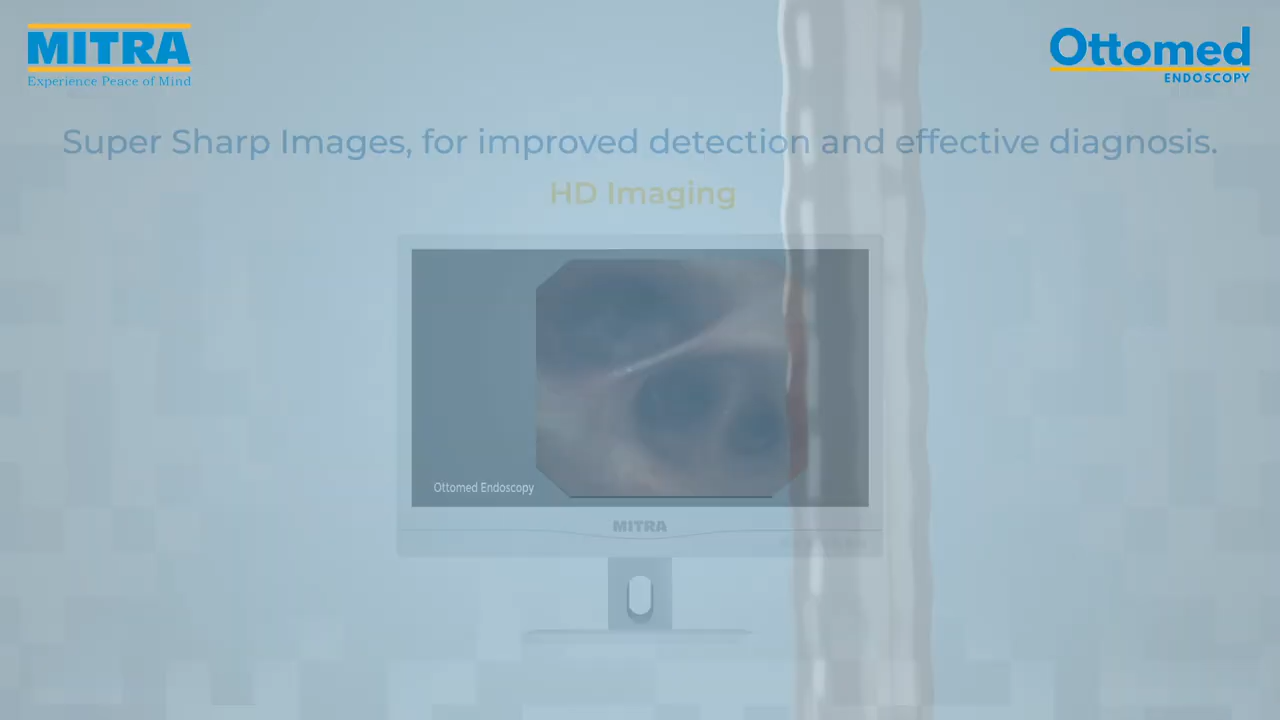 MITRA
Experience Peace of Mind
Ottomed
ENDOSCOPY
Super Sharp Images, for improved detection and effective diagnosis.
HD Imaging
Ottomed Endoscopy
MITRA